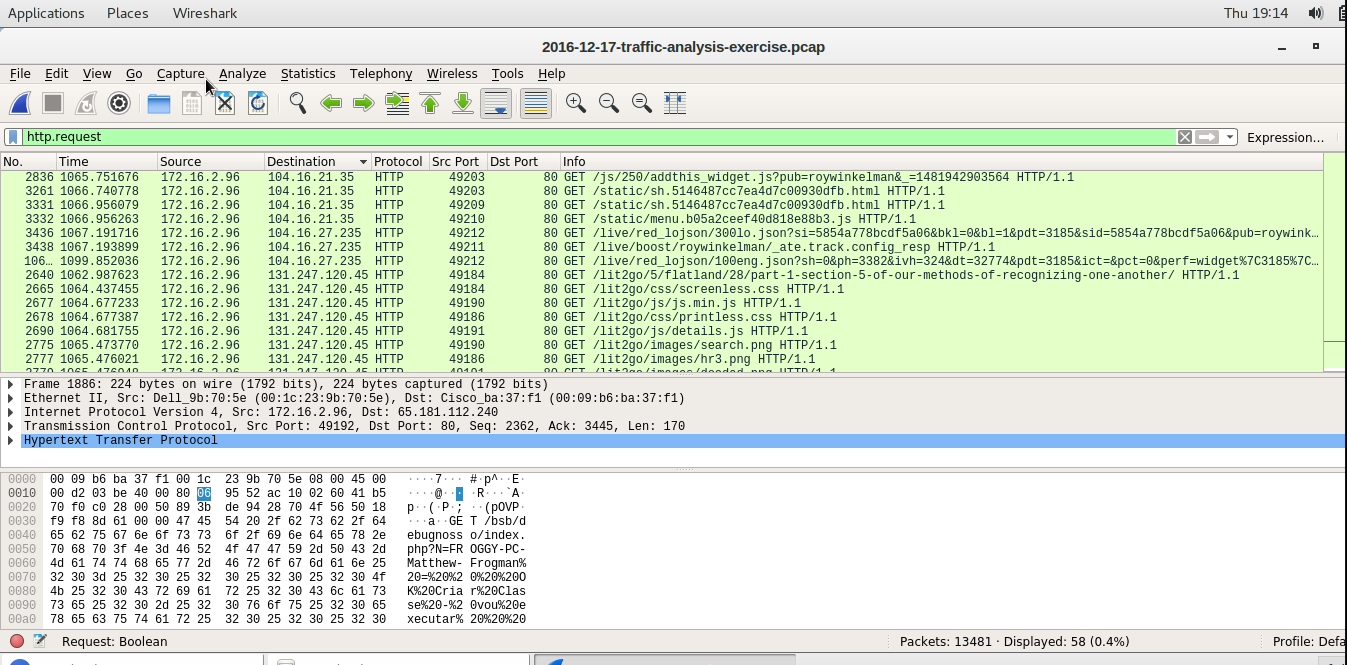 Applications Places Wireshark Thu 19:14
2016-12-17-traffic-analysis-exercise.pcap
File Edit View Go Capture Analyze Statistics Telephony Wireless Tools Help
http.request Expression…
No. Time Source Destination Protocol Src Port Dst Port Info
2836 1065.751676 172.16.2.96 104.16.21.35 HTTP 49203 80 GET /js/250/addthis_widget.js?pub=roywinkelman&_=1481942903564 HTTP/1.1
3261 1066.740778 172.16.2.96 104.16.21.35 HTTP 49203 80 GET /static/sh.5146487cc7ea4d7c00930dfb.html HTTP/1.1
3331 1066.956079 172.16.2.96 104.16.21.35 HTTP 49209 80 GET /static/sh.5146487cc7ea4d7c00930dfb.html HTTP/1.1
3332 1066.956263 172.16.2.96 104.16.21.35 HTTP 49210 80 GET /static/menu.b05a2ceef40d818e88b3.js HTTP/1.1
3436 1067.191716 172.16.2.96 104.16.27.235 HTTP 49212 80 GET /live/red_lojson/300lo.json?si=5854a778bcdf5a06&bkl=0&bl=1&pdt=3185&sid=5854a778bcdf5a06&pub=roywink…
3438 1067.193899 172.16.2.96 104.16.27.235 HTTP 49211 80 GET /live/boost/roywinkelman/_ate.track.config_resp HTTP/1.1
106… 1099.852036 172.16.2.96 104.16.27.235 HTTP 49212 80 GET /live/red_lojson/100eng.json?sh=0&ph=3382&ivh=324&dt=32774&pdt=3185&ict=&pct=0&perf=widget%7C3185%7C…
2640 1062.987623 172.16.2.96 131.247.120.45 HTTP 49184 80 GET /lit2go/5/flatland/28/part-1-section-5-of-our-methods-of-recognizing-one-another/ HTTP/1.1
2665 1064.437455 172.16.2.96 131.247.120.45 HTTP 49184 80 GET /lit2go/css/screenless.css HTTP/1.1
2677 1064.677233 172.16.2.96 131.247.120.45 HTTP 49190 80 GET /lit2go/js/js.min.js HTTP/1.1
2678 1064.677387 172.16.2.96 131.247.120.45 HTTP 49186 80 GET /lit2go/css/printless.css HTTP/1.1
2690 1064.681755 172.16.2.96 131.247.120.45 HTTP 49191 80 GET /lit2go/js/details.js HTTP/1.1
2775 1065.473770 172.16.2.96 131.247.120.45 HTTP 49190 80 GET /lit2go/images/search.png HTTP/1.1
2777 1065.476021 172.16.2.96 131.247.120.45 HTTP 49186 80 GET /lit2go/images/hr3.png HTTP/1.1
Frame 1886: 224 bytes on wire (1792 bits), 224 bytes captured (1792 bits)
Ethernet II, Src: Dell_9b:70:5e (00:1c:23:9b:70:5e), Dst: Cisco_ba:37:f1 (00:09:b6:ba:37:f1)
Internet Protocol Version 4, Src: 172.16.2.96, Dst: 65.181.112.240
Transmission Control Protocol, Src Port: 49192, Dst Port: 80, Seq: 2362, Ack: 3445, Len: 170
Hypertext Transfer Protocol
0000 00 09 b6 ba 37 f1 00 1c 23 9b 70 5e 08 00 45 00 ····7··· #·p^··E·
0010 00 d2 03 be 40 00 80 06 95 52 ac 10 02 60 41 b5 ····@··· ·R···`A·
0020 70 f0 c0 28 00 50 89 3b de 94 28 70 4f 56 50 18 p··(·P·; ··(pOVP·
0030 f9 f8 8d 61 00 00 47 45 54 20 2f 62 73 62 2f 64 ···a··GE T /bsb/d
0040 65 62 75 67 6e 6f 73 73 6f 2f 69 6e 64 65 78 2e ebugnoss o/index.
0050 70 68 70 3f 4e 3d 46 52 4f 47 47 59 2d 50 43 2d php?N=FR OGGY-PC-
0060 4d 61 74 74 68 65 77 2d 46 72 6f 67 6d 61 6e 25 Matthew- Frogman%
0070 32 30 3d 25 32 30 25 32 30 25 32 30 25 32 30 4f 20=%20%2 0%20%20O
0080 4b 25 32 30 43 72 69 61 72 25 32 30 43 6c 61 73 K%20Cria r%20Clas
0090 73 65 25 32 30 2d 25 32 30 76 6f 75 25 32 30 65 se%20-%2 0vou%20e
00a0 78 65 63 75 74 61 72 25 32 30 25 32 30 25 32 30 xecutar% 20%20%20
Request: Boolean Packets: 13481 · Displayed: 58 (0.4%) Profile: Defa